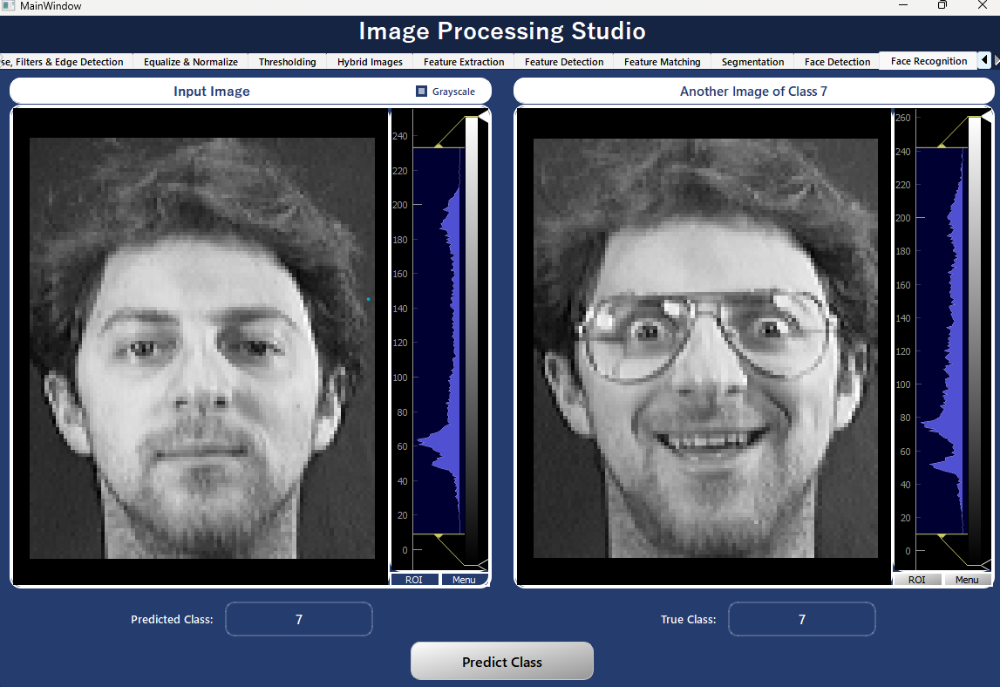 MainWindow
Image Processing Studio
se, Filters & Edge Detection Equalize & Normalize Thresholding Hybrid Images Feature Extraction Feature Detection Feature Matching Segmentation Face Detection Face Recognition
Input Image Grayscale
Another Image of Class 7
240
220
200
180
160
140
120
100
80
60
40
20
0
ROI Menu
260
240
220
200
180
160
140
120
100
80
60
40
20
0
ROI Menu
Predicted Class: 7
True Class: 7
Predict Class